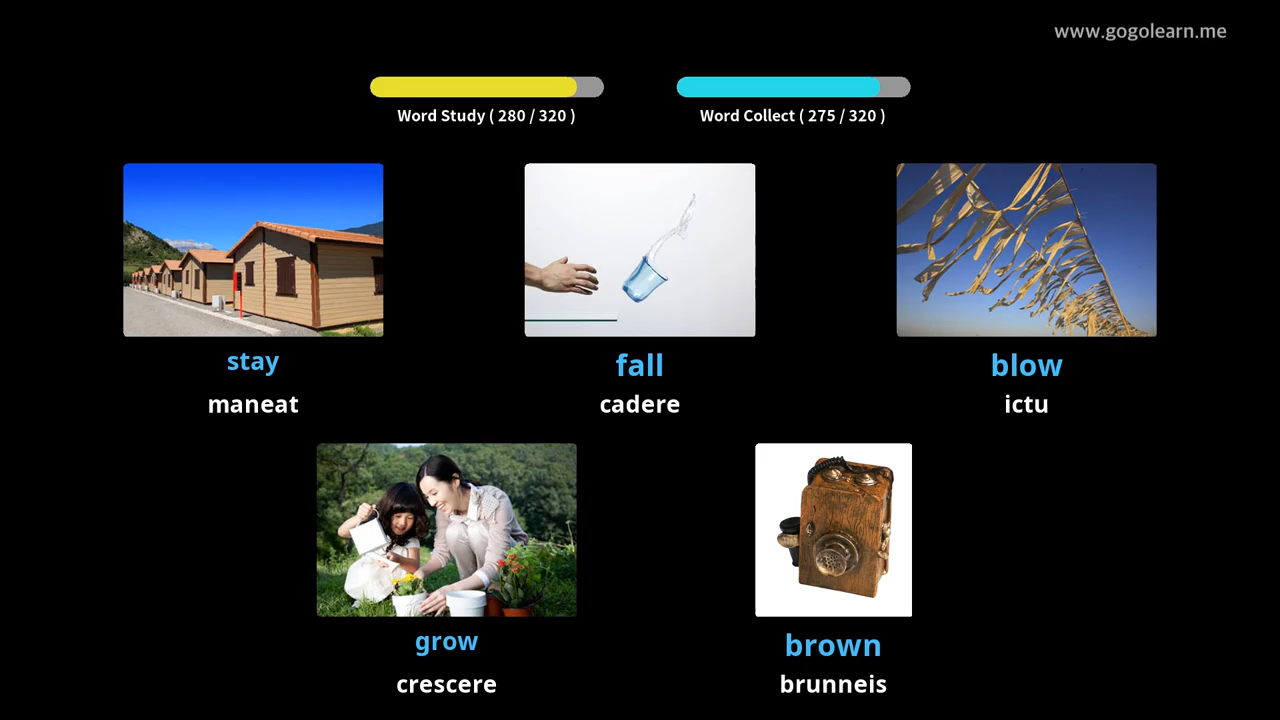 www.gogolearn.me
Word Study ( 280 / 320 )
Word Collect ( 275 / 320 )
stay
maneat
fall
cadere
blow
ictu
grow
crescere
brown
brunneis